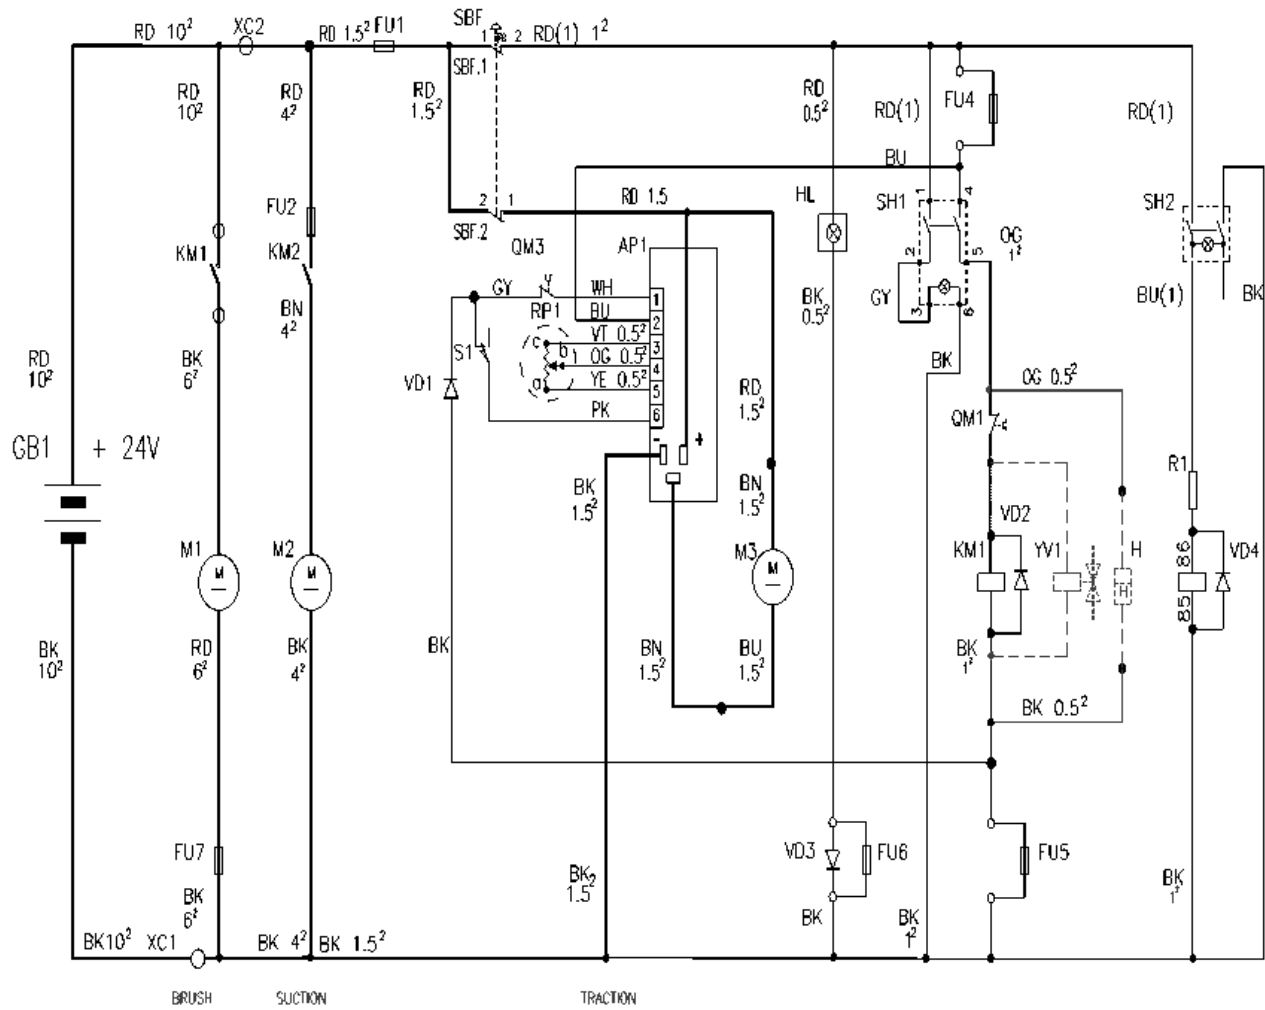 RD 10²
XC2
RD 1.5²
FU1
SBF
1
2
RD(1) 1²
SBF.1
RD
10²
RD
4²
RD
1.5²
RD
0.5²
RD(1)
FU4
RD(1)
BU
FU2
2
1
RD 1.5
SBF.2
HL
SH1
1
4
SH2
KM1
KM2
QM3
AP1
2
5
OG
1²
GY
RP1
WH
1
BU
2
VT 0.5²
3
OG 0.5²
4
YE 0.5²
5
PK
6
c
b
a
S1
VD1
BK
0.5²
GY
3
6
BU(1)
BK
BN
4²
BK
6²
RD
10²
BK
OG 0.5²
RD
1.5²
QM1
GB1
+ 24V
-
+
R1
BK
1.5²
BN
1.5²
VD2
M1
M
M2
M
M3
M
KM1
YV1
H
H
86
85
VD4
BK
10²
RD
6²
BK
4²
BK
BN
1.5²
BU
1.5²
BK
1²
BK 0.5²
FU7
VD3
FU6
FU5
BK
6²
BK₂
1.5²
BK
BK
1²
BK
1²
BK10²
XC1
BK 4²
BK 1.5²
BRUSH
SUCTION
TRACTION